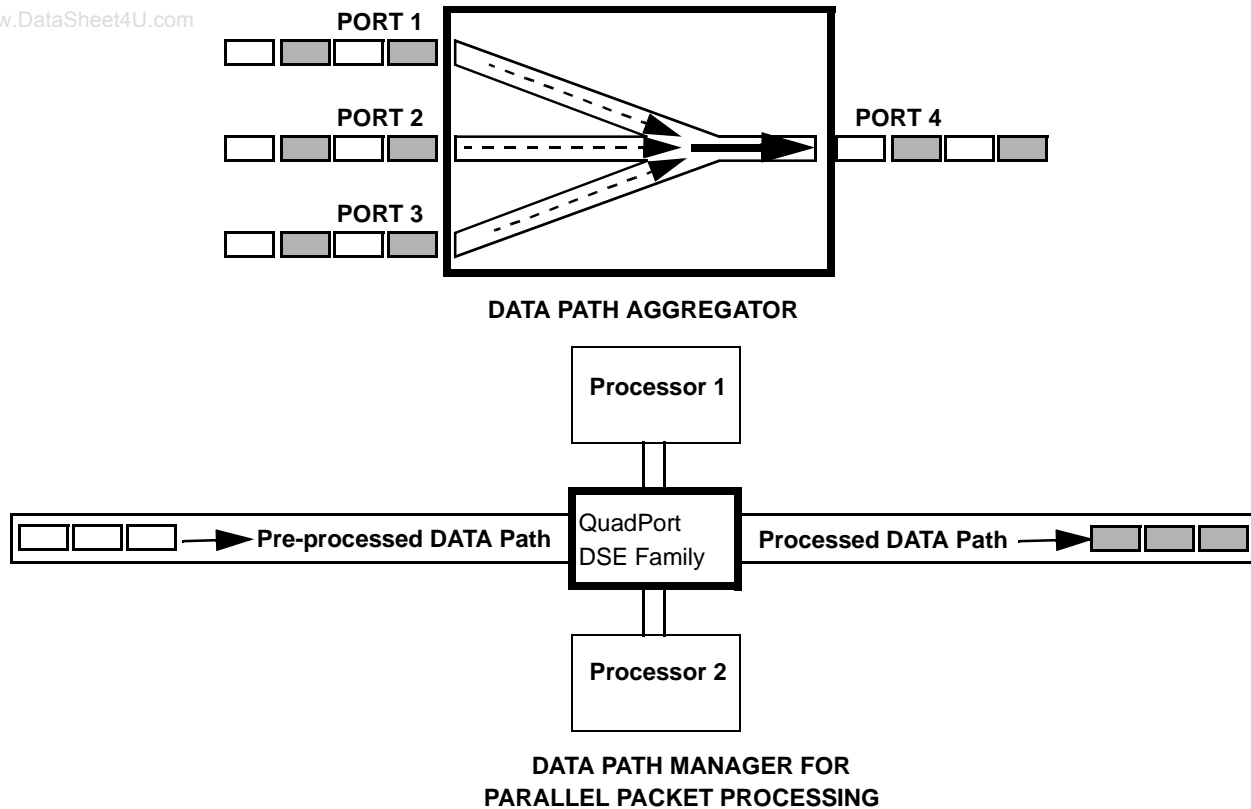 w.DataSheet4U.com
PORT 1
PORT 2
PORT 4
PORT 3
DATA PATH AGGREGATOR
Processor 1
Pre-processed DATA Path
QuadPort
DSE Family
Processed DATA Path
Processor 2
DATA PATH MANAGER FOR
PARALLEL PACKET PROCESSING